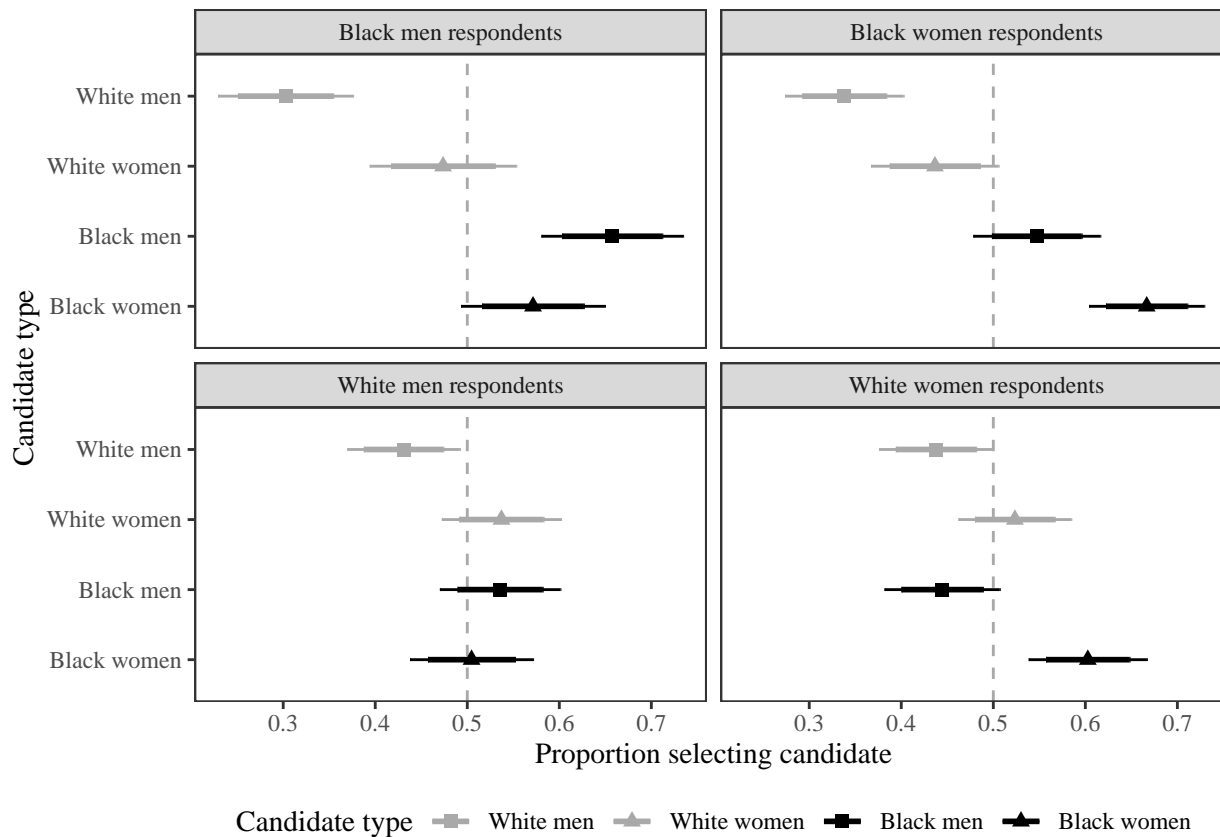 Black men respondents
Black women respondents
White men
White women
Black men
Black women
White men respondents
White women respondents
White men
White women
Black men
Black women
Candidate type
0.3 0.4 0.5 0.6 0.7
0.3 0.4 0.5 0.6 0.7
Proportion selecting candidate
Candidate type White men White women Black men Black women